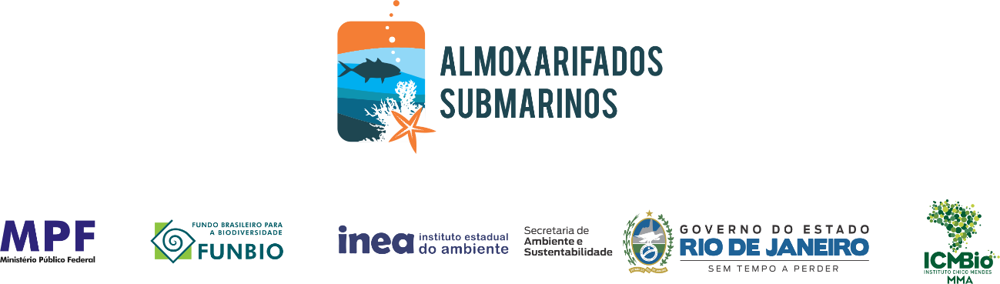 ALMOXARIFADOS
SUBMARINOS
MPF
Ministério Público Federal
FUNDO BRASILEIRO PARA
A BIODIVERSIDADE
FUNBIO
inea
instituto estadual
do ambiente
Secretaria de
Ambiente e
Sustentabilidade
GOVERNO DO ESTADO
RIO DE JANEIRO
SEM TEMPO A PERDER
ICMBio
INSTITUTO CHICO MENDES
MMA